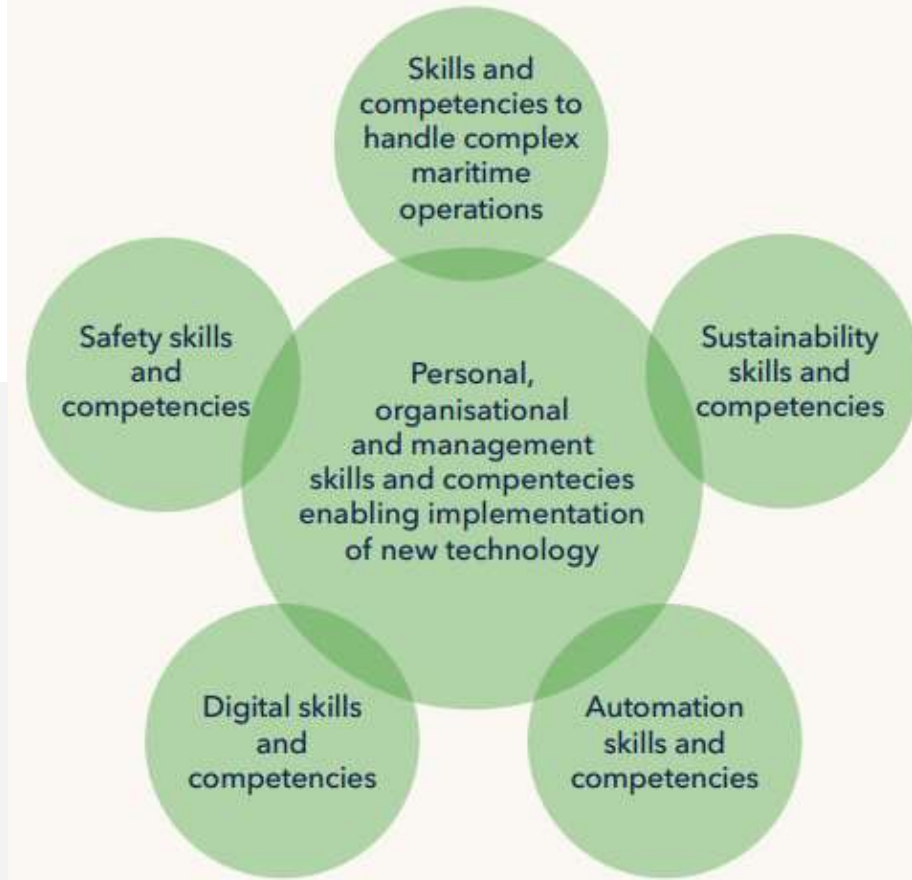 Skills and
competencies to
handle complex
maritime
operations
Safety skills
and
competencies
Personal,
organisational
and management
skills and compentecies
enabling implementation
of new technology
Sustainability
skills and
competencies
Digital skills
and
competencies
Automation
skills and
competencies